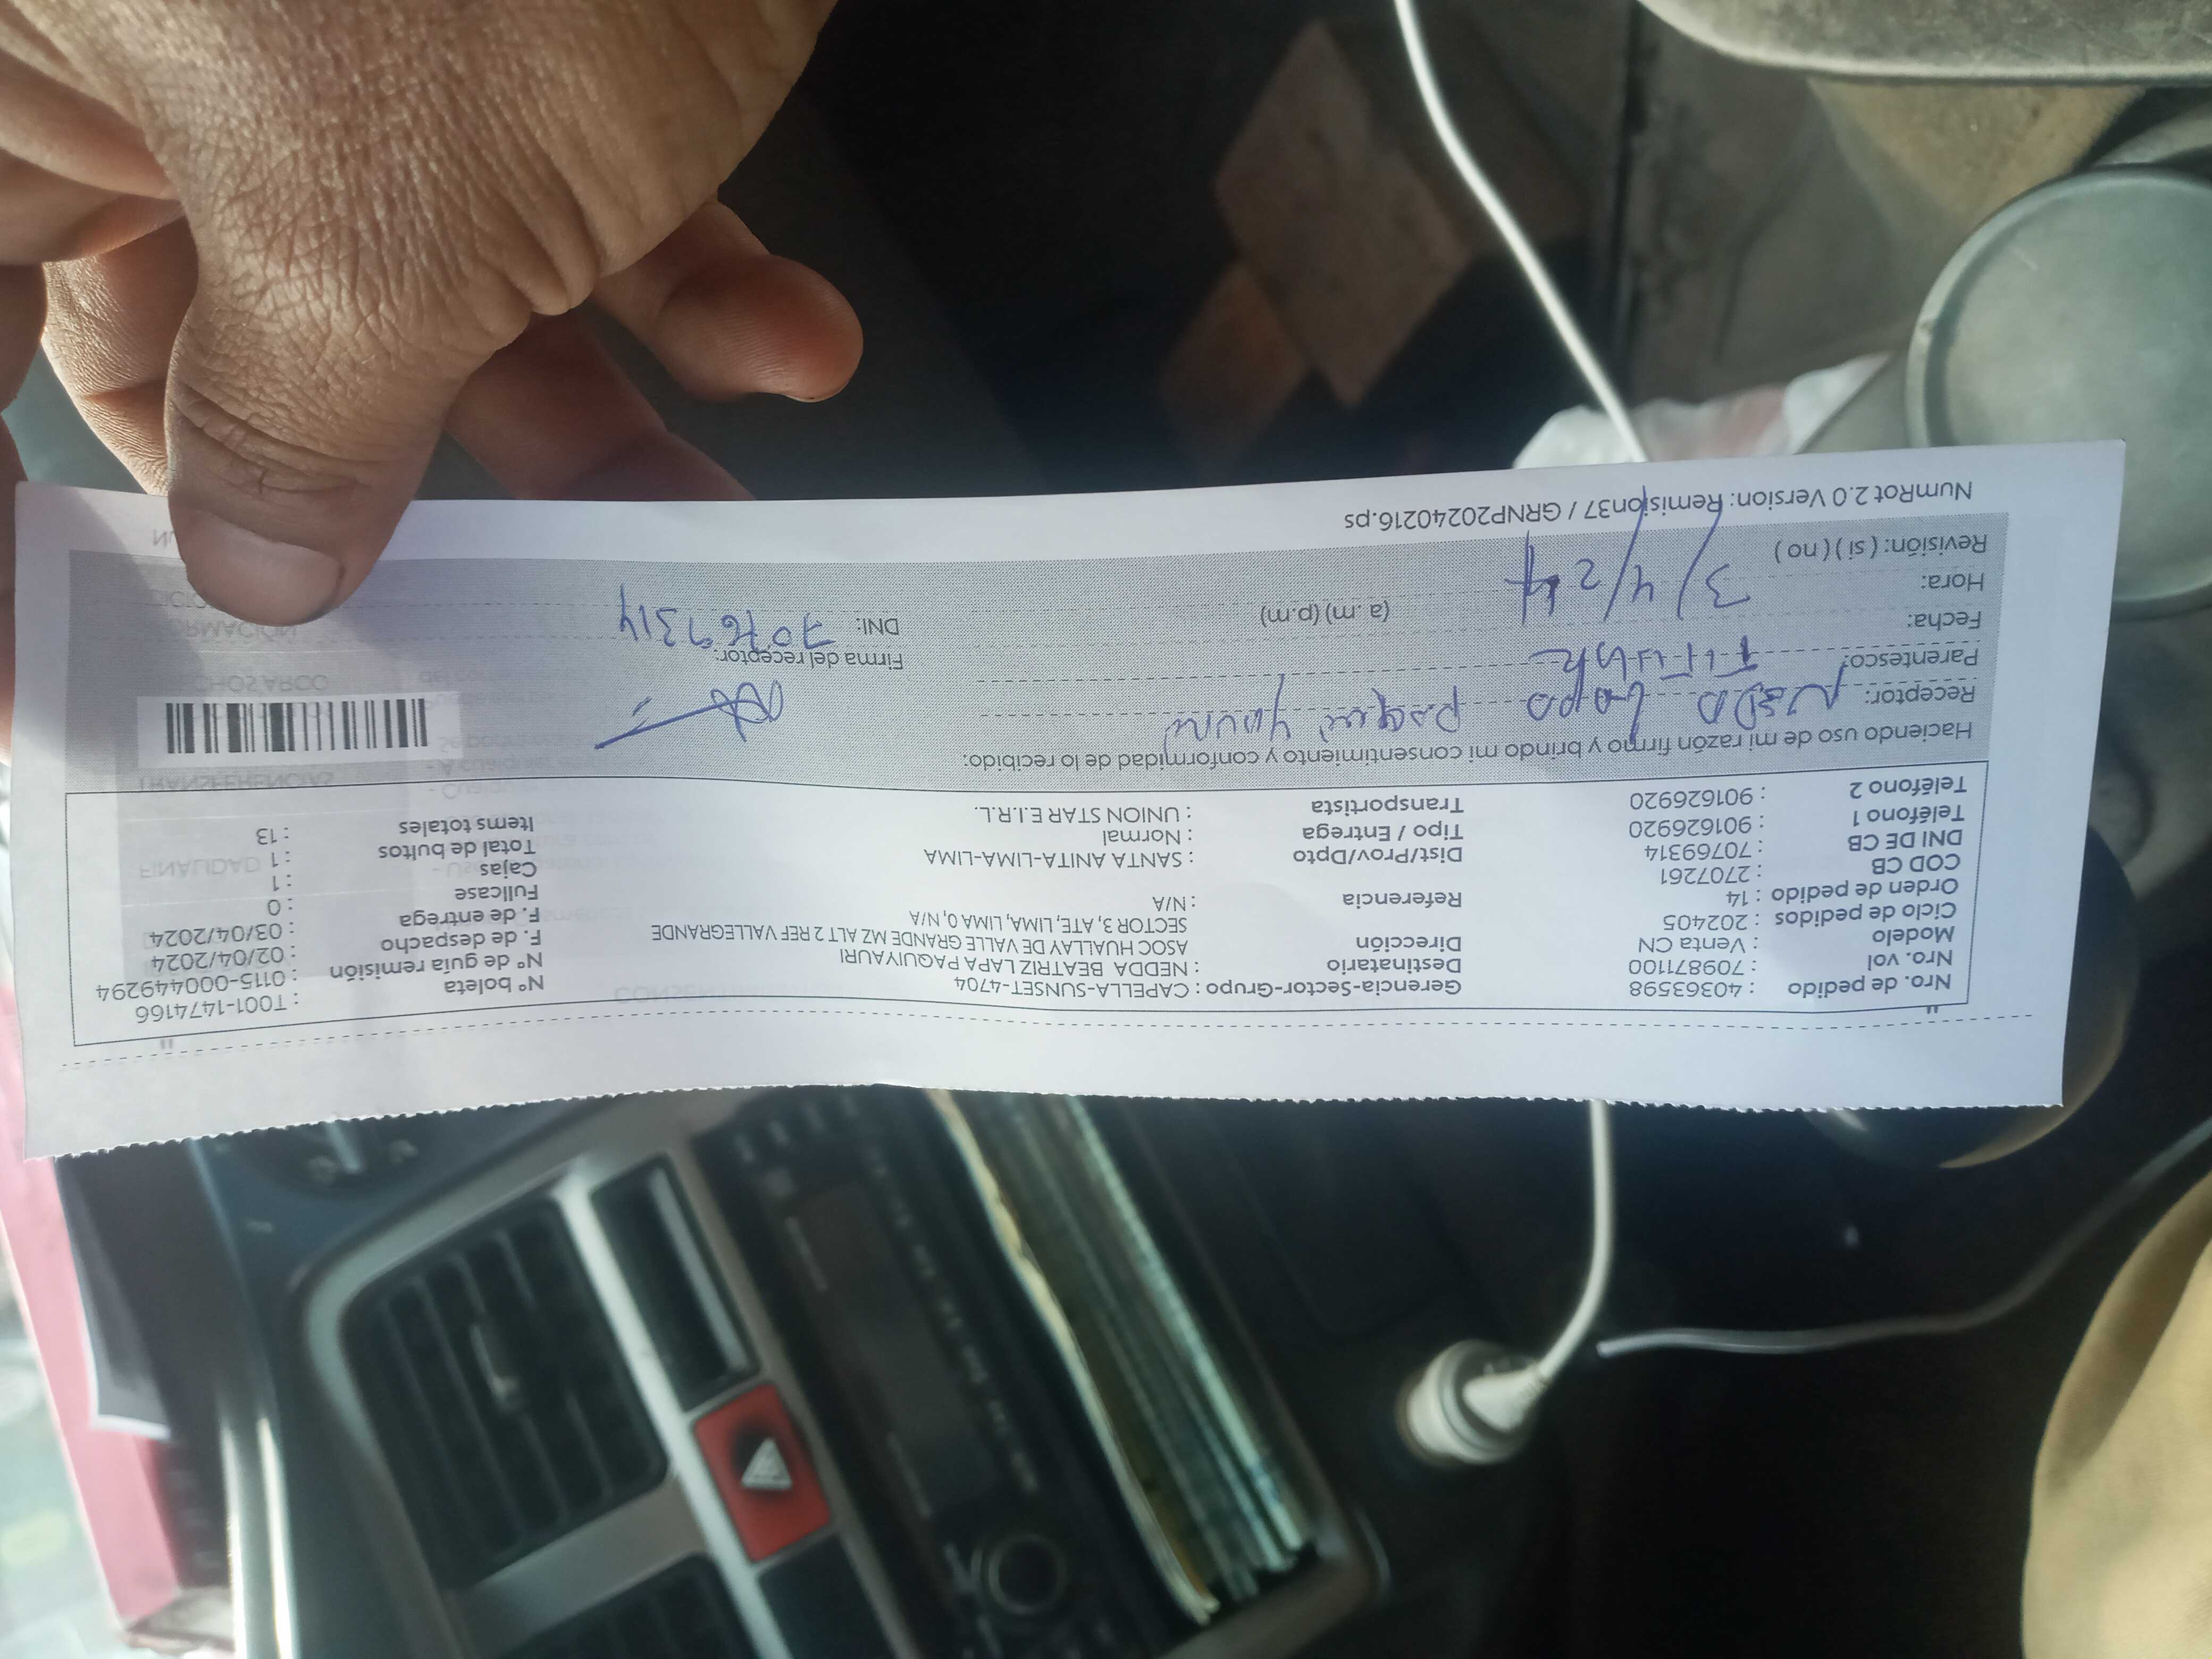 Nro. de pedido : 40363598
Nro. vol : 709871100
Modelo : Venta CN
Ciclo de pedidos : 202405
Orden de pedido : 14
COD CB : 2707261
DNI DE CB : 70769314
Teléfono 1 : 901626920
Teléfono 2 : 901626920
Gerencia-Sector-Grupo : CAPELLA-SUNSET-4704
Destinatario : NEDDA BEATRIZ LAPA PAQUIYAURI
Dirección ASOC HUALLAY DE VALLE GRANDE MZ ALT 2 REF VALLEGRANDE
SECTOR 3, ATE, LIMA, LIMA 0, N/A
Referencia : N/A
Dist/Prov/Dpto : SANTA ANITA-LIMA-LIMA
Tipo / Entrega : Normal
Transportista : UNION STAR E.I.R.L.
N° boleta : T001-1474166
N° de guia remisión : 0115-000449294
F. de despacho : 02/04/2024
F. de entrega : 03/04/2024
Fullcase : 0
Cajas : 1
Total de bultos : 1
Items totales : 13
Haciendo uso de mi razón firmo y brindo mi consentimiento y conformidad de lo recibido:
Receptor: Nedda Lapa
Parentesco:
Fecha: 3/4/24
Hora: (a. m) (p.m)
Revisión: ( si ) ( no )
Firma del receptor:
DNI: 70769314
NumRot 2.0 Version: Remision37 / GRNP20240216.ps